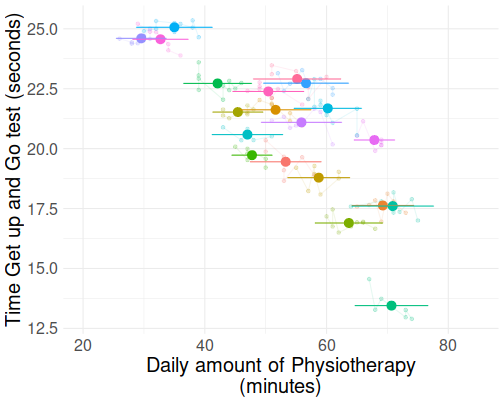 Time Get up and Go test (seconds)
25.0
22.5
20.0
17.5
15.0
12.5
20 40 60 80
Daily amount of Physiotherapy
(minutes)